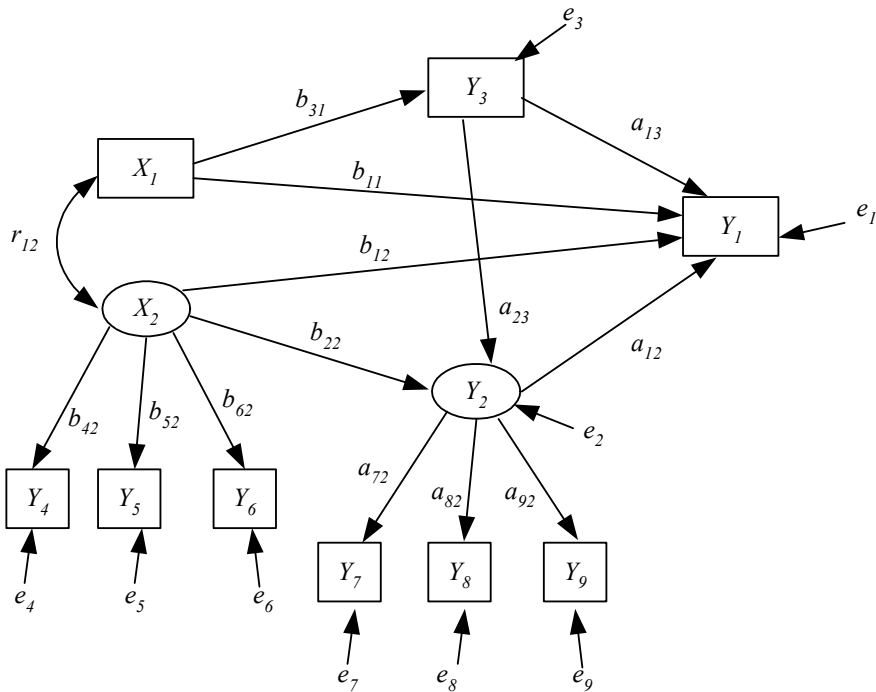 e₃
Y₃
b₃₁
a₁₃
X₁
b₁₁
Y₁
e₁
r₁₂
b₁₂
X₂
a₂₃
b₂₂
a₁₂
Y₂
b₄₂
b₅₂
b₆₂
e₂
a₇₂
a₈₂
a₉₂
Y₄
Y₅
Y₆
Y₇
Y₈
Y₉
e₄
e₅
e₆
e₇
e₈
e₉